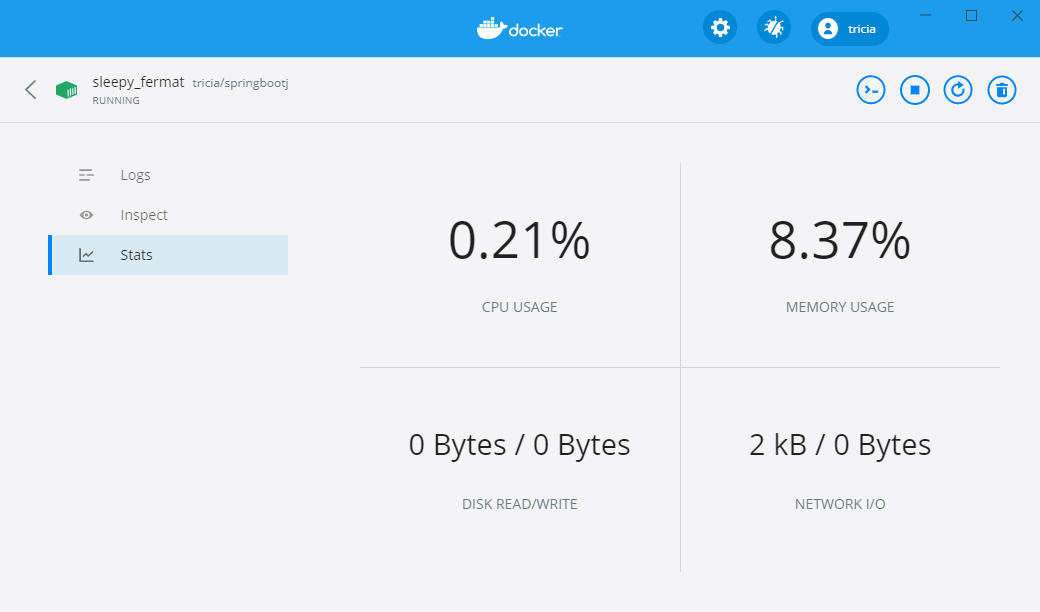 docker
tricia
sleepy_fermat tricia/springbootj
RUNNING
Logs
Inspect
Stats
0.21%
CPU USAGE
8.37%
MEMORY USAGE
0 Bytes / 0 Bytes
DISK READ/WRITE
2 kB / 0 Bytes
NETWORK I/O